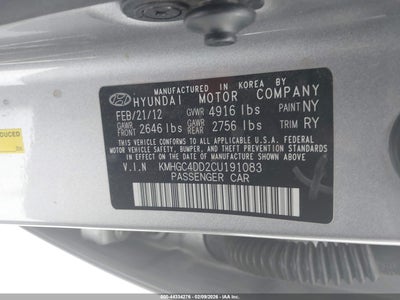 MANUFACTURED IN KOREA BY
HYUNDAI MOTOR COMPANY
FEB/21/12 GVWR 4916 lbs PAINT NY
GAWR FRONT 2646 lbs GAWR REAR 2756 lbs TRIM RY
THIS VEHICLE CONFORMS TO ALL APPLICABLE U.S.A. FEDERAL
MOTOR VEHICLE SAFETY, BUMPER, AND THEFT PREVENTION
STANDARDS IN EFFECT ON THE DATE OF MANUFACTURE SHOWN ABOVE.
V.I.N KMHGC4DD2CU191083
PASSENGER CAR